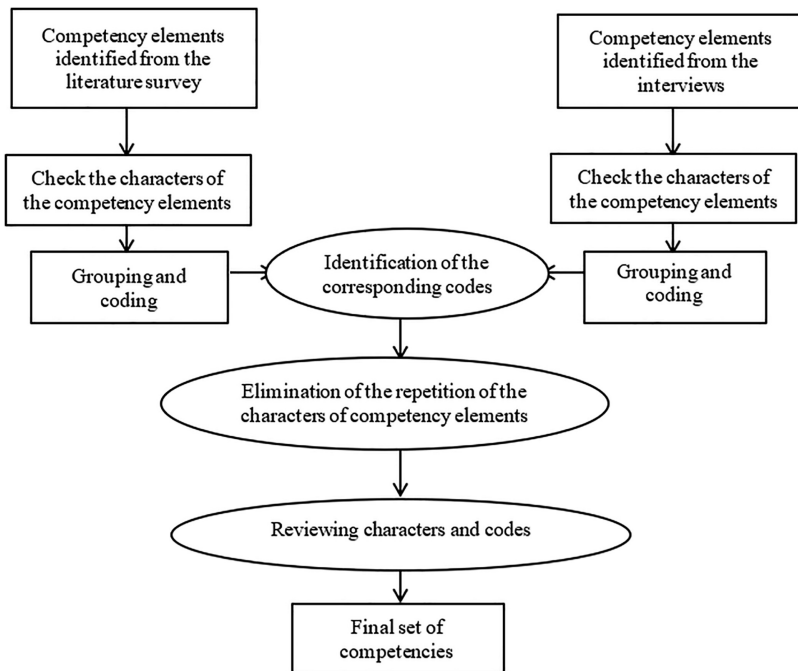 Competency elements
identified from the
literature survey
Competency elements
identified from the
interviews
Check the characters of
the competency elements
Check the characters of
the competency elements
Grouping and
coding
Identification of the
corresponding codes
Grouping and
coding
Elimination of the repetition of the
characters of competency elements
Reviewing characters and codes
Final set of
competencies